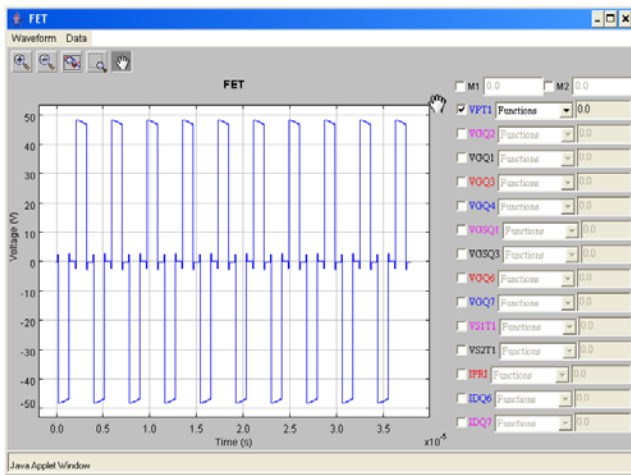 FET
Waveform Data
FET
M1 0.0 M2 0.0
VPT1 Functions 0.0
VGQ2 Functions 0.0
VGQ1 Functions 0.0
VGQ3 Functions 0.0
VGQ4 Functions 0.0
VGSQ1 Functions 0.0
VGSQ3 Functions 0.0
VGQ6 Functions 0.0
VGQ7 Functions 0.0
VS1T1 Functions 0.0
VS2T1 Functions 0.0
IPRI Functions 0.0
IDQ6 Functions 0.0
IDQ7 Functions 0.0
Voltage (V)
50
40
30
20
10
0
-10
-20
-30
-40
-50
0.0 0.5 1.0 1.5 2.0 2.5 3.0 3.5
Time (s)
x10⁻⁵
Java Applet Window